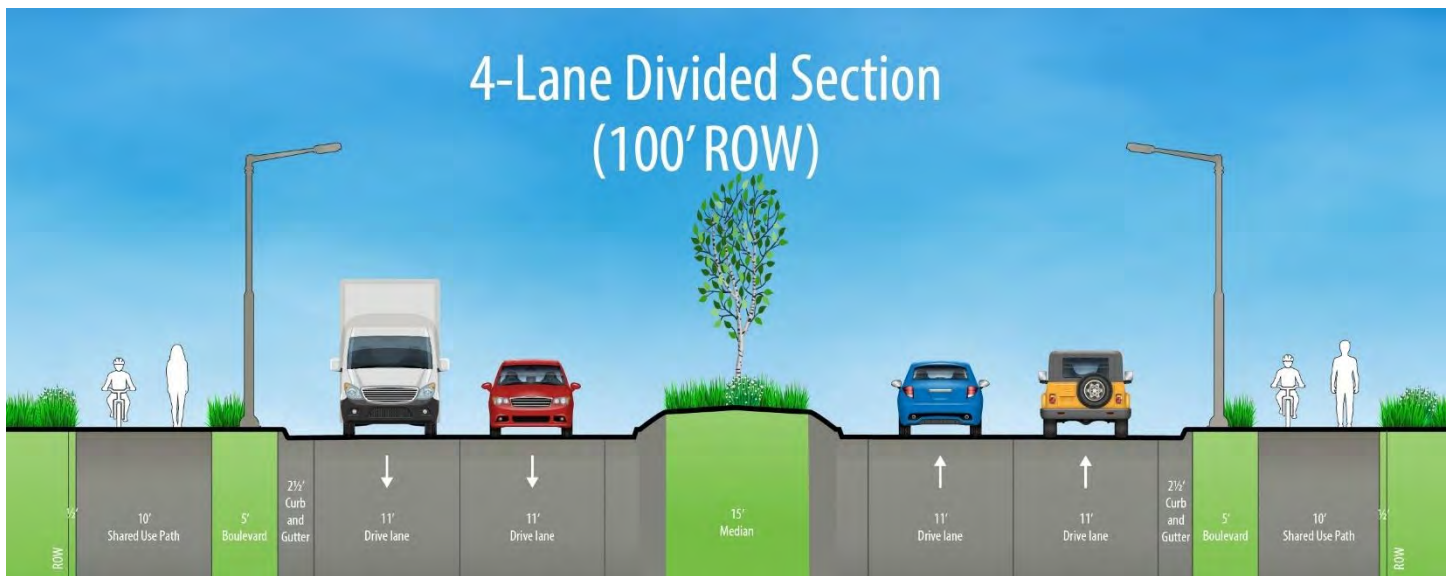 4-Lane Divided Section
(100' ROW)
ROW
½'
10'
Shared Use Path
5'
Boulevard
2½'
Curb
and
Gutter
11'
Drive lane
11'
Drive lane
15'
Median
11'
Drive lane
11'
Drive lane
2½'
Curb
and
Gutter
5'
Boulevard
10'
Shared Use Path
½'
ROW